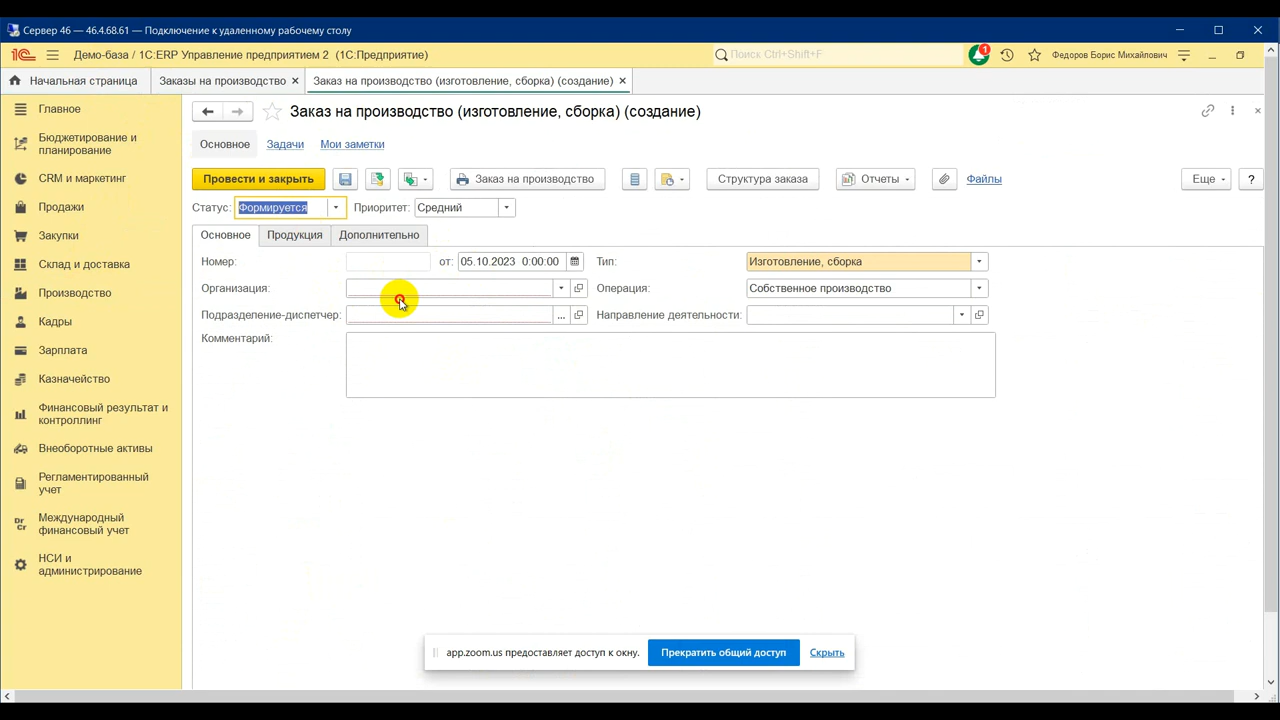 Сервер 46 — 46.4.68.61 — Подключение к удаленному рабочему столу
Демо-база / 1С:ERP Управление предприятием 2 (1С:Предприятие)
Поиск Ctrl+Shift+F
1
Федоров Борис Михайлович
Начальная страница
Заказы на производство ×
Заказ на производство (изготовление, сборка) (создание) ×
Главное
Бюджетирование и
планирование
CRM и маркетинг
Продажи
Закупки
Склад и доставка
Производство
Кадры
Зарплата
Казначейство
Финансовый результат и
контроллинг
Внеоборотные активы
Регламентированный
учет
Международный
финансовый учет
НСИ и
администрирование
Заказ на производство (изготовление, сборка) (создание)
Основное Задачи Мои заметки
Провести и закрыть Заказ на производство Структура заказа Отчеты Файлы Еще ?
Статус: Формируется Приоритет: Средний
Основное Продукция Дополнительно
Номер: от: 05.10.2023 0:00:00 Тип: Изготовление, сборка
Организация: Операция: Собственное производство
Подразделение-диспетчер: ... Направление деятельности:
Комментарий:
app.zoom.us предоставляет доступ к окну. Прекратить общий доступ Скрыть